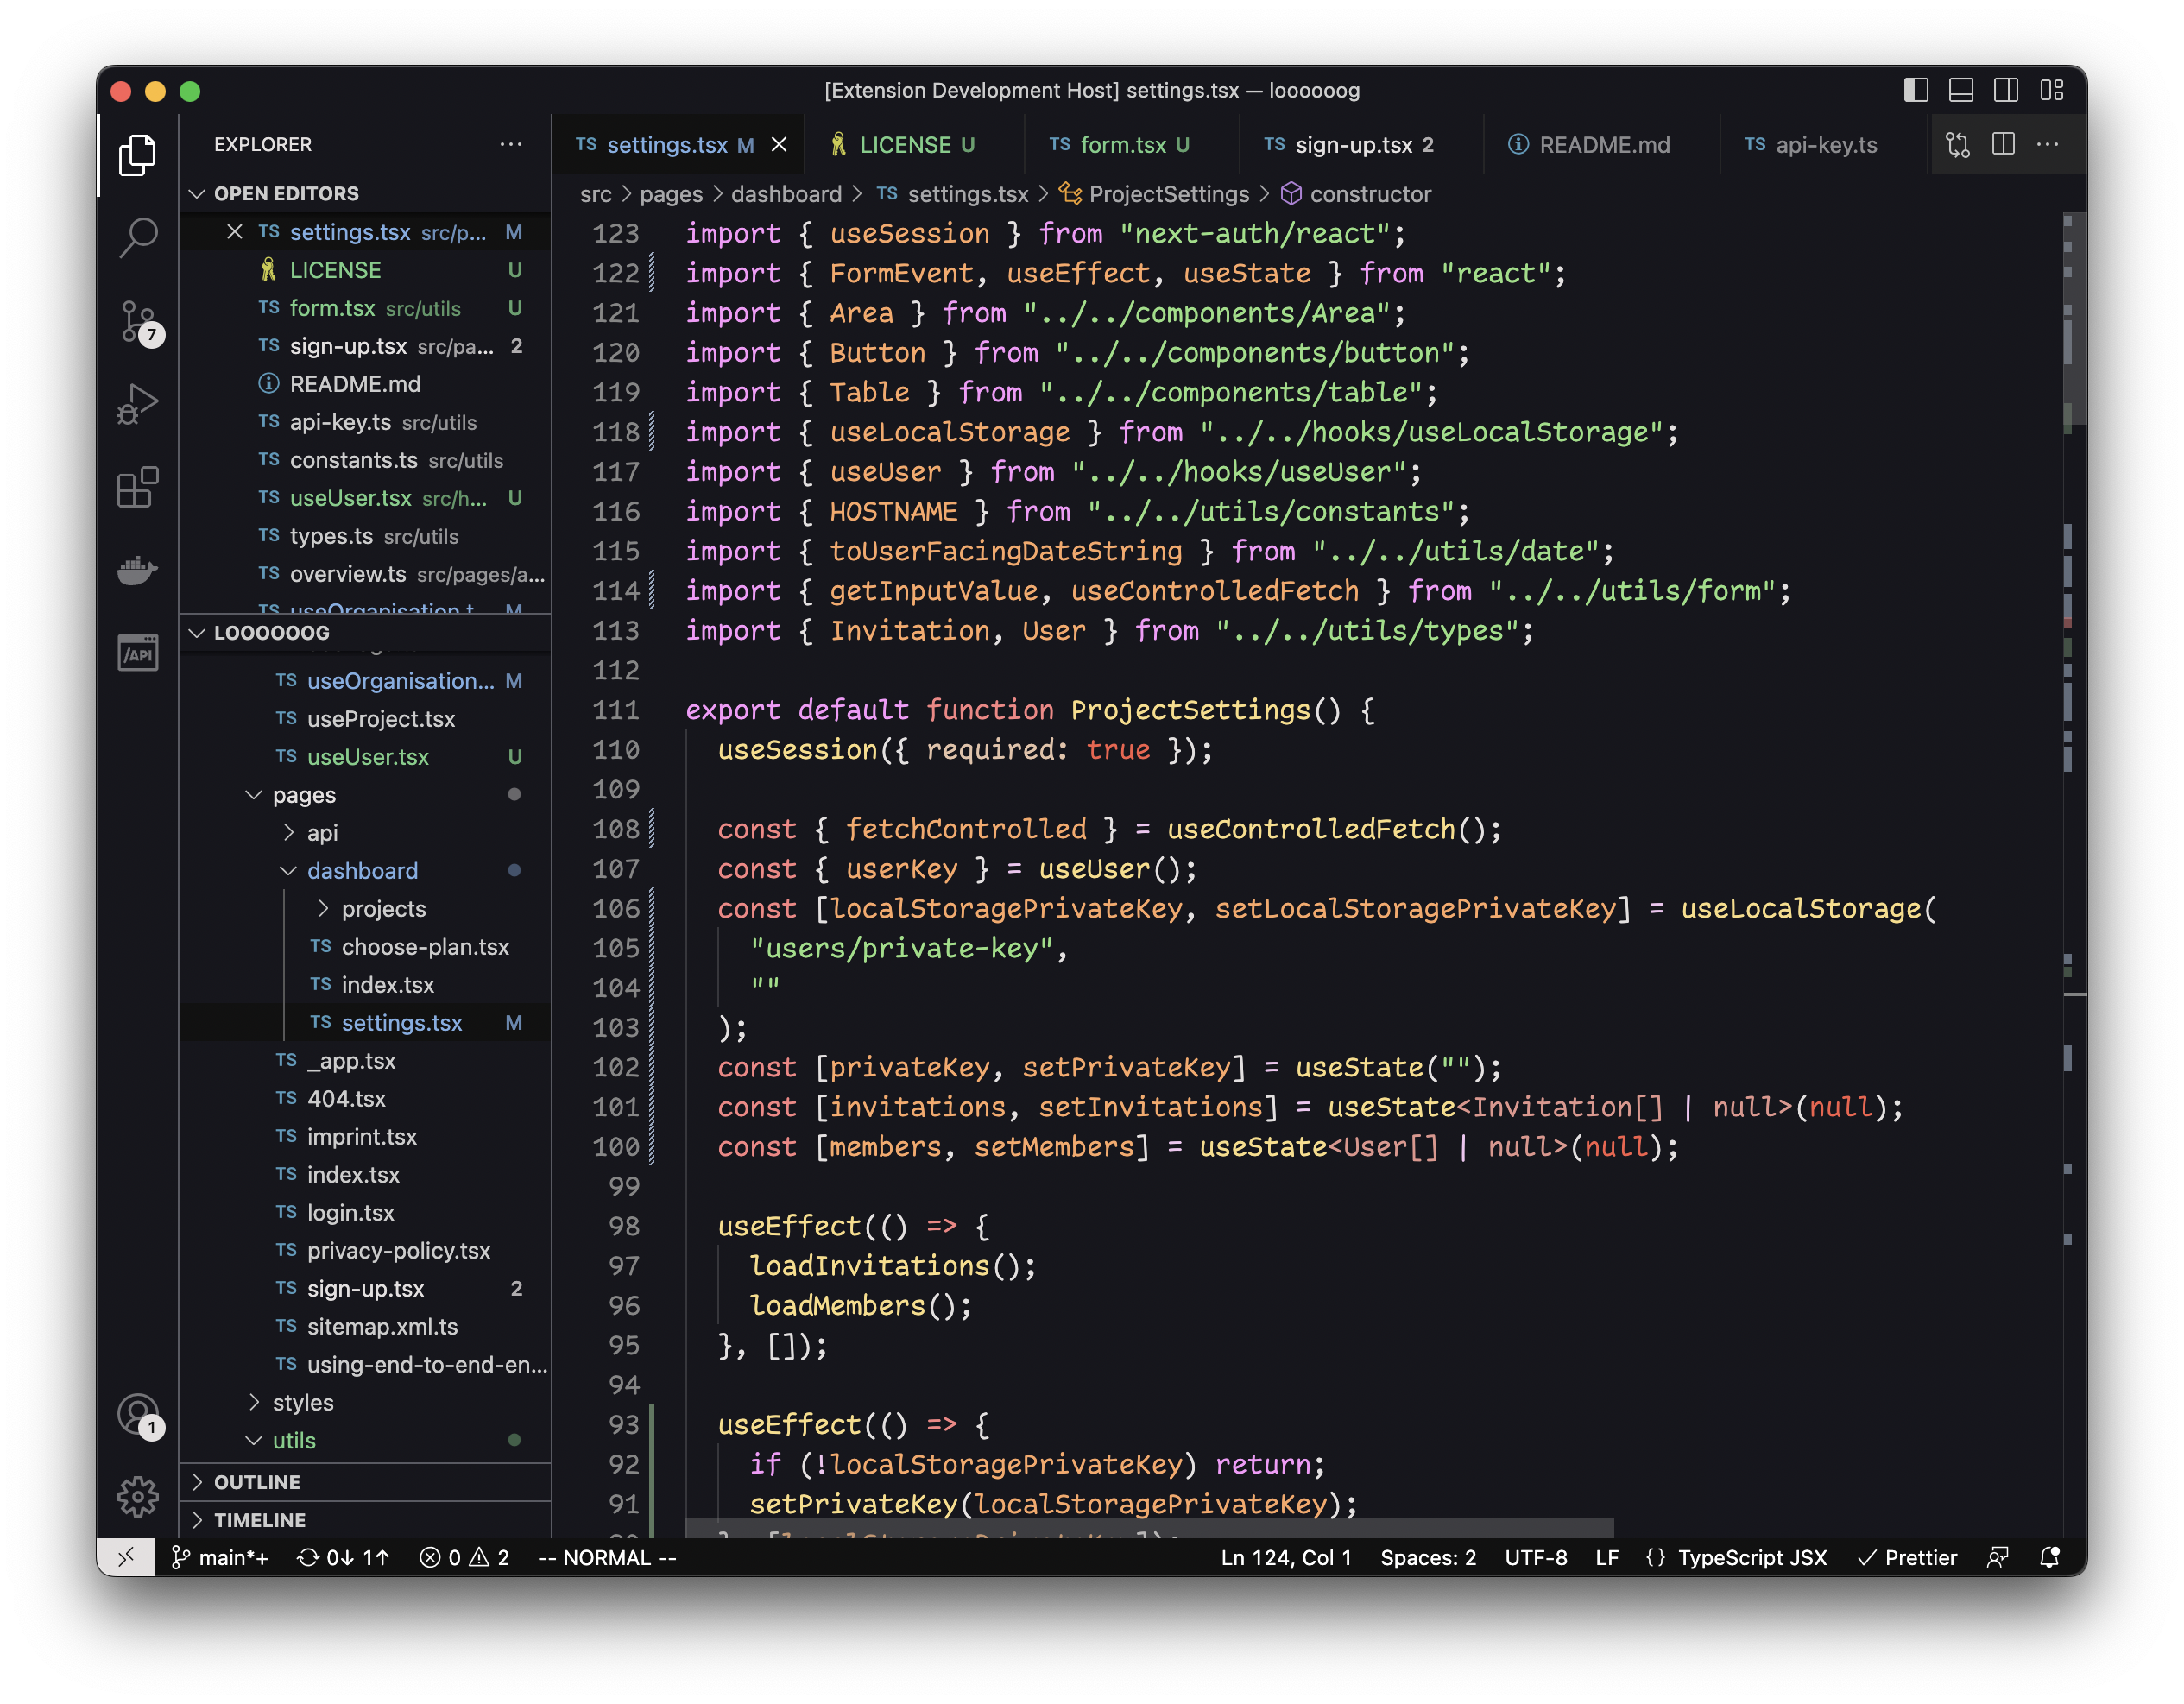 [Extension Development Host] settings.tsx — loooooog
EXPLORER
OPEN EDITORS
TS settings.tsx src/p... M
LICENSE U
TS form.tsx src/utils U
TS sign-up.tsx src/pa... 2
README.md
TS api-key.ts src/utils
TS constants.ts src/utils
TS useUser.tsx src/h... U
TS types.ts src/utils
TS overview.ts src/pages/a...
TS useOrganisation.t... M
LOOOOOOG
TS useOrganisation... M
TS useProject.tsx
TS useUser.tsx U
pages
api
dashboard
projects
TS choose-plan.tsx
TS index.tsx
TS settings.tsx M
TS _app.tsx
TS 404.tsx
TS imprint.tsx
TS index.tsx
TS login.tsx
TS privacy-policy.tsx
TS sign-up.tsx 2
TS sitemap.xml.ts
TS using-end-to-end-en...
styles
utils
OUTLINE
TIMELINE
7
/API
1
TS settings.tsx M
LICENSE U
TS form.tsx U
TS sign-up.tsx 2
README.md
TS api-key.ts
src > pages > dashboard > TS settings.tsx > ProjectSettings > constructor
123 import { useSession } from "next-auth/react";
122 import { FormEvent, useEffect, useState } from "react";
121 import { Area } from "../../components/Area";
120 import { Button } from "../../components/button";
119 import { Table } from "../../components/table";
118 import { useLocalStorage } from "../../hooks/useLocalStorage";
117 import { useUser } from "../../hooks/useUser";
116 import { HOSTNAME } from "../../utils/constants";
115 import { toUserFacingDateString } from "../../utils/date";
114 import { getInputValue, useControlledFetch } from "../../utils/form";
113 import { Invitation, User } from "../../utils/types";
112
111 export default function ProjectSettings() {
110 useSession({ required: true });
109
108 const { fetchControlled } = useControlledFetch();
107 const { userKey } = useUser();
106 const [localStoragePrivateKey, setLocalStoragePrivateKey] = useLocalStorage(
105 "users/private-key",
104 ""
103 );
102 const [privateKey, setPrivateKey] = useState("");
101 const [invitations, setInvitations] = useState<Invitation[] | null>(null);
100 const [members, setMembers] = useState<User[] | null>(null);
99
98 useEffect(() => {
97 loadInvitations();
96 loadMembers();
95 }, []);
94
93 useEffect(() => {
92 if (!localStoragePrivateKey) return;
91 setPrivateKey(localStoragePrivateKey);
main*+ 0↓ 1↑ 0 2 -- NORMAL -- Ln 124, Col 1 Spaces: 2 UTF-8 LF {} TypeScript JSX Prettier